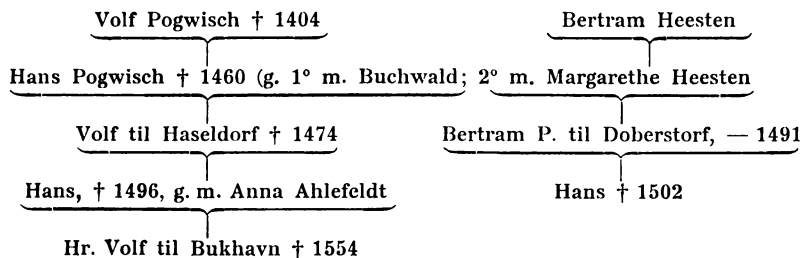 Volf Pogwisch † 1404 Bertram Heesten
Hans Pogwisch † 1460 (g. 1° m. Buchwald; 2° m. Margarethe Heesten
Volf til Haseldorf † 1474 Bertram P. til Doberstorf, — 1491
Hans, † 1496, g. m. Anna Ahlefeldt Hans † 1502
Hr. Volf til Bukhavn † 1554